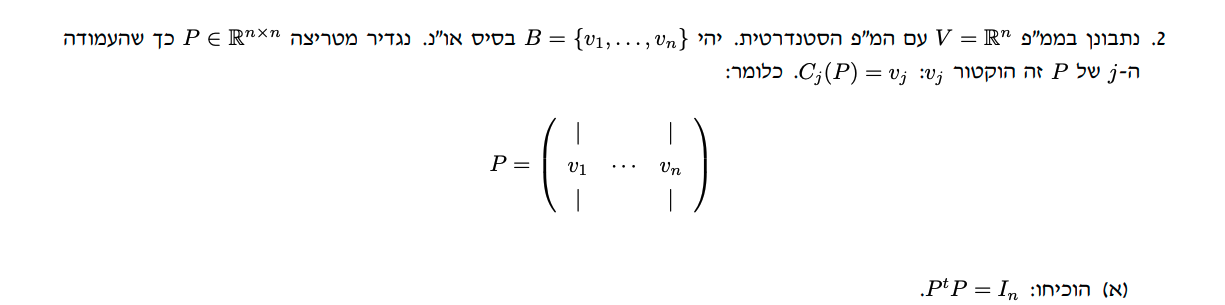 2. נתבונן בממ"פ $V = \mathbb{R}^n$ עם המ"פ הסטנדרטית. יהי $B = \{v_1, \ldots, v_n\}$ בסיס או"נ. נגדיר מטריצה $P \in \mathbb{R}^{n \times n}$ כך שהעמודה
ה-$j$ של $P$ זה הוקטור $v_j$: $C_j(P) = v_j$. כלומר:
$P = \begin{pmatrix} | & & | \\ v_1 & \cdots & v_n \\ | & & | \end{pmatrix}$
(א) הוכיחו: $P^t P = I_n$.